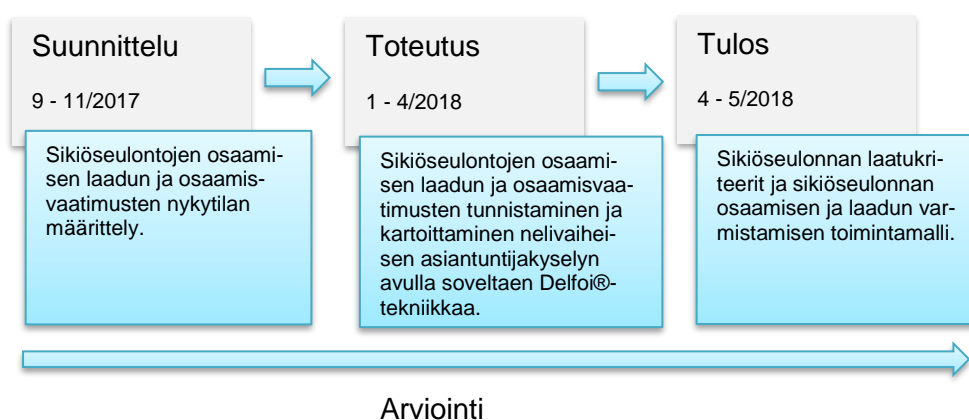 Suunnittelu
9 - 11/2017
Sikiöseulontojen osaami-
sen laadun ja osaamis-
vaatimusten nykytilan
määrittely.
Toteutus
1 - 4/2018
Sikiöseulontojen osaami-
sen laadun ja osaamisvaa-
timusten tunnistaminen ja
kartoittaminen nelivaihei-
sen asiantuntijakyselyn
avulla soveltaen Delfoi®-
tekniikkaa.
Tulos
4 - 5/2018
Sikiöseulonnan laatukri-
teerit ja sikiöseulonnan
osaamisen ja laadun var-
mistamisen toimintamalli.
Arviointi